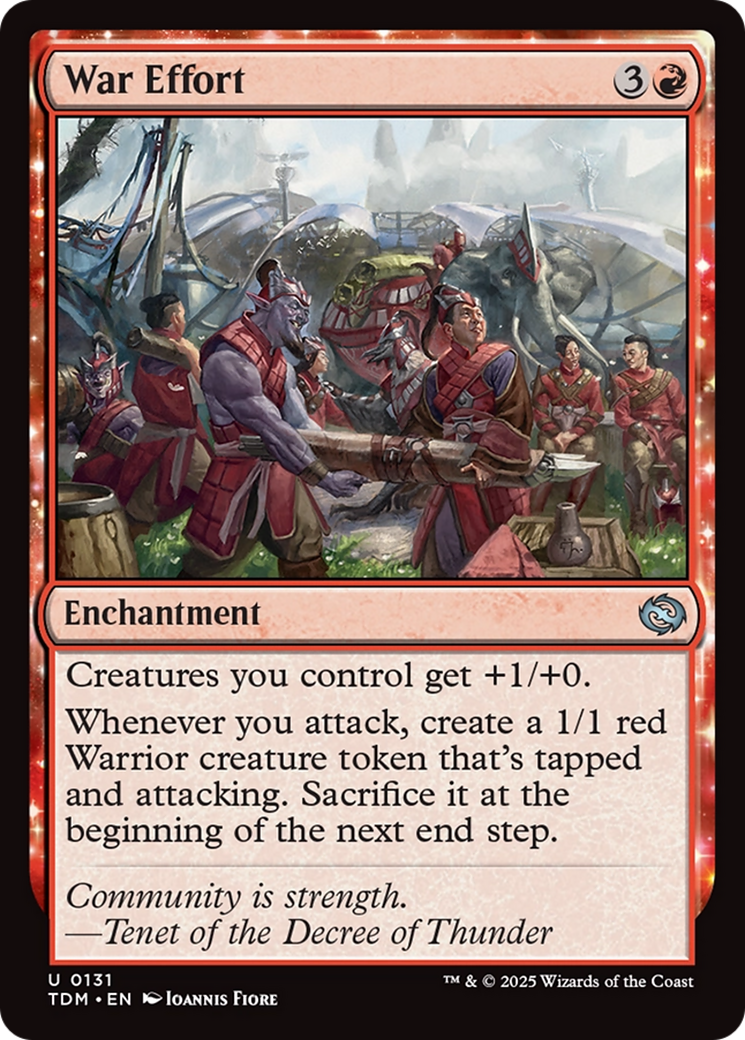 War Effort 3
Enchantment
Creatures you control get +1/+0.
Whenever you attack, create a 1/1 red
Warrior creature token that's tapped
and attacking. Sacrifice it at the
beginning of the next end step.
Community is strength.
—Tenet of the Decree of Thunder
U 0131
TDM • EN Ioannis Fiore
™ & © 2025 Wizards of the Coast